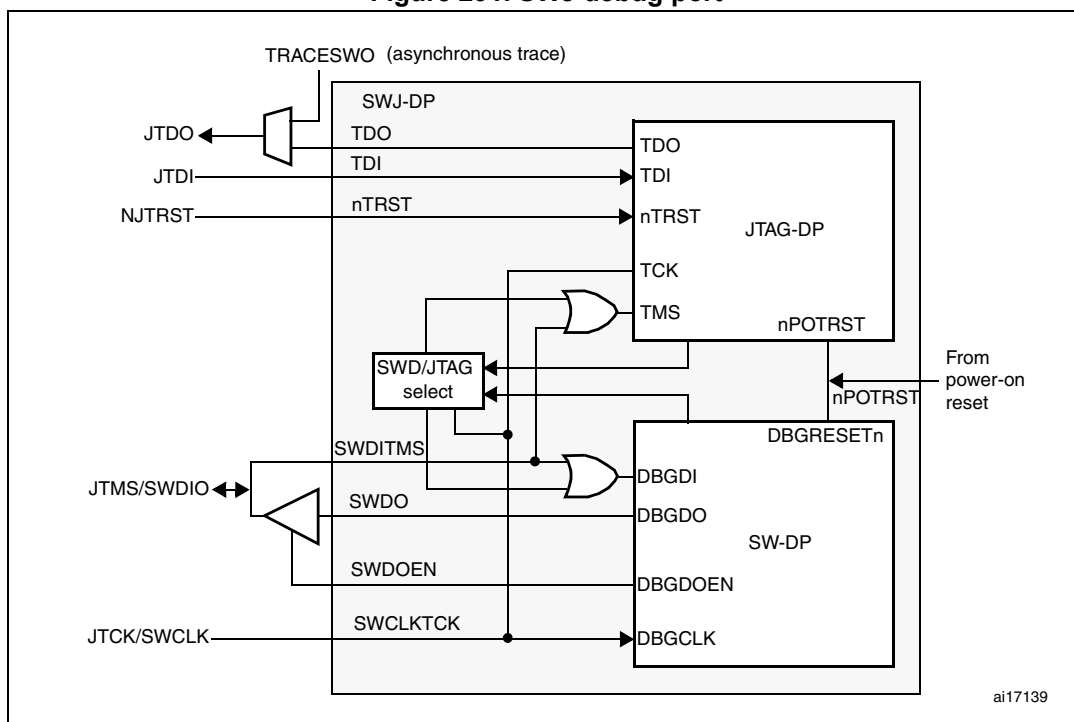 TRACESWO (asynchronous trace)
SWJ-DP
JTDO
TDO
TDO
JTDI
TDI
TDI
NJTRST
nTRST
nTRST
JTAG-DP
TCK
TMS
nPOTRST
SWD/JTAG
select
From
power-on
reset
nPOTRST
DBGRESETn
SWDITMS
DBGDI
JTMS/SWDIO
SWDO
DBGDO
SW-DP
SWDOEN
DBGDOEN
JTCK/SWCLK
SWCLKTCK
DBGCLK
ai17139